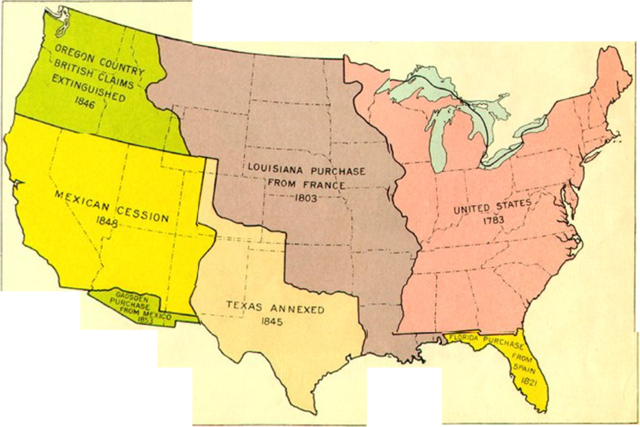 OREGON COUNTRY
BRITISH CLAIMS
EXTINGUISHED
1846
LOUISIANA PURCHASE
FROM FRANCE
1803
MEXICAN CESSION
1848
UNITED STATES
1783
GADSDEN
PURCHASE
FROM MEXICO
1853
TEXAS ANNEXED
1845
FLORIDA PURCHASE
FROM
SPAIN
1821